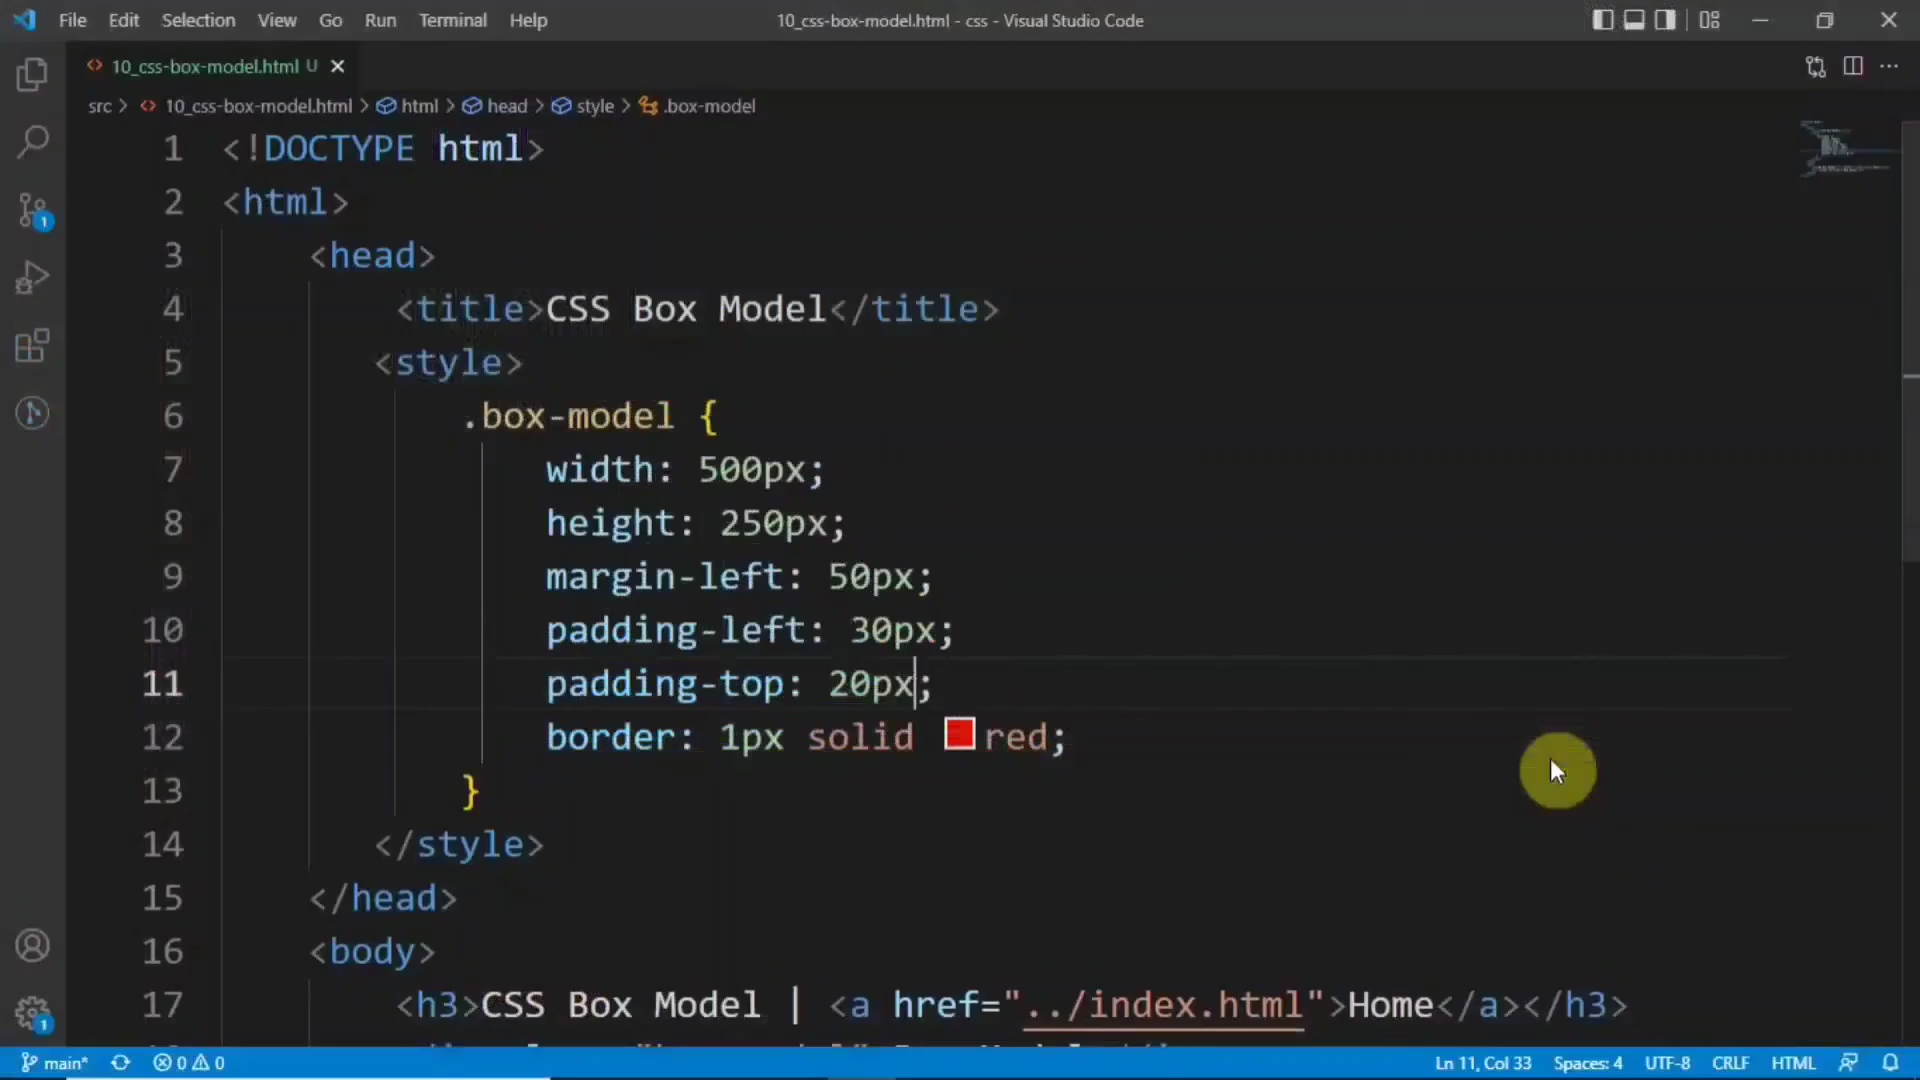 File Edit Selection View Go Run Terminal Help 10_css-box-model.html - css - Visual Studio Code
10_css-box-model.html U
src > 10_css-box-model.html > html > head > style > .box-model
1 <!DOCTYPE html>
2 <html>
3 <head>
4 <title>CSS Box Model</title>
5 <style>
6 .box-model {
7 width: 500px;
8 height: 250px;
9 margin-left: 50px;
10 padding-left: 30px;
11 padding-top: 20px;
12 border: 1px solid red;
13 }
14 </style>
15 </head>
16 <body>
17 <h3>CSS Box Model | <a href="../index.html">Home</a></h3>
1
1
main* 0 0 Ln 11, Col 33 Spaces: 4 UTF-8 CRLF HTML